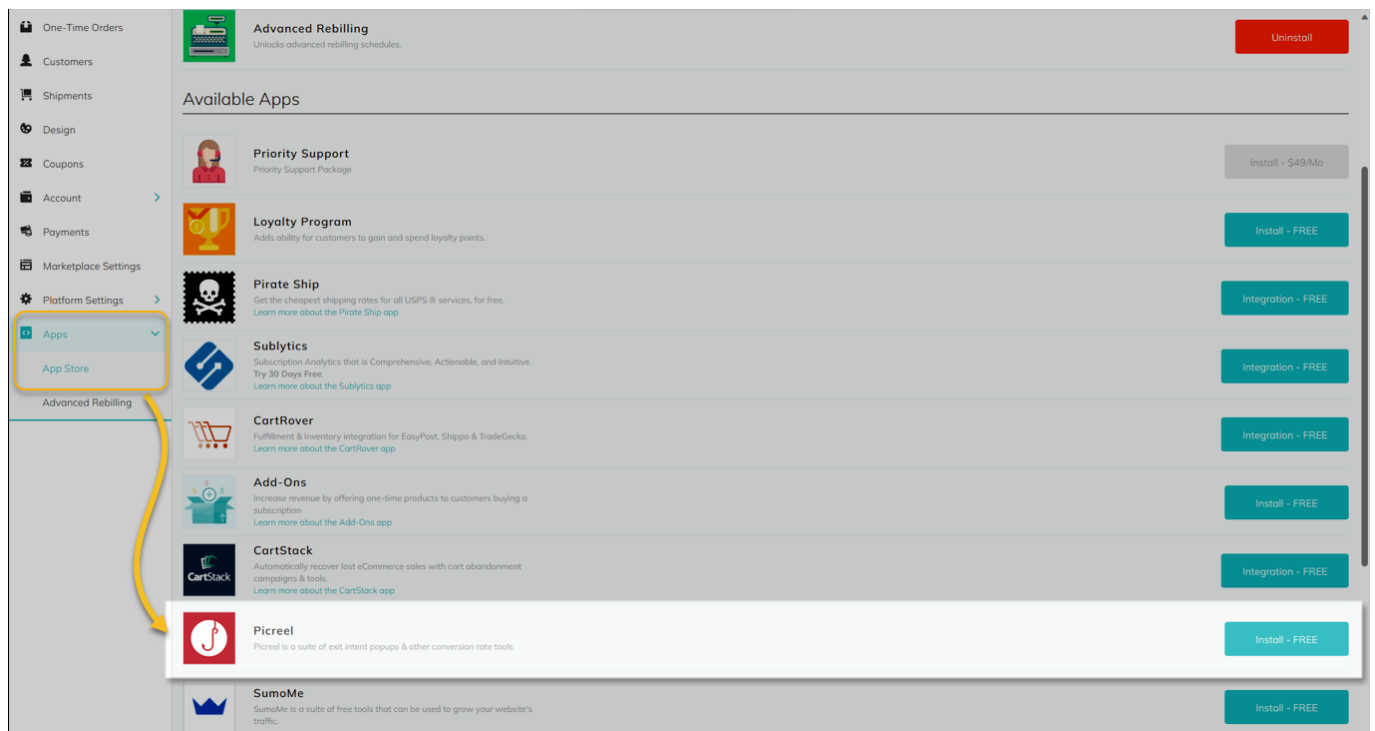 One-Time Orders
Customers
Shipments
Design
Coupons
Account
Payments
Marketplace Settings
Platform Settings
Apps
App Store
Advanced Rebilling
Advanced Rebilling
Unlocks advanced rebilling schedules.
Uninstall
Available Apps
Priority Support
Priority Support Package
Install - $49/Mo
Loyalty Program
Adds ability for customers to gain and spend loyalty points.
Install - FREE
Pirate Ship
Get the cheapest shipping rates for all USPS ® services, for free.
Learn more about the Pirate Ship app
Integration - FREE
Sublytics
Subscription Analytics that is Comprehensive, Actionable, and Intuitive.
Try 30 Days Free.
Learn more about the Sublytics app
Integration - FREE
CartRover
Fulfillment & Inventory integration for EasyPost, Shippo & TradeGecko.
Learn more about the CartRover app
Integration - FREE
Add-Ons
Increase revenue by offering one-time products to customers buying a
subscription
Learn more about the Add-Ons app
Install - FREE
CartStack
CartStack
Automatically recover lost eCommerce sales with cart abandonment
campaigns & tools.
Learn more about the CartStack app
Integration - FREE
Picreel
Picreel is a suite of exit intent popups & other conversion rate tools
Install - FREE
SumoMe
SumoMe is a suite of free tools that can be used to grow your website's
traffic.
Install - FREE